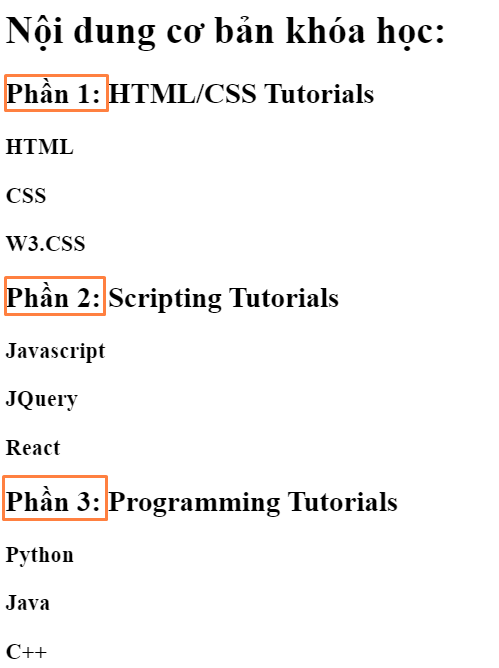 Nội dung cơ bản khóa học:
Phần 1: HTML/CSS Tutorials
HTML
CSS
W3.CSS
Phần 2: Scripting Tutorials
Javascript
JQuery
React
Phần 3: Programming Tutorials
Python
Java
C++